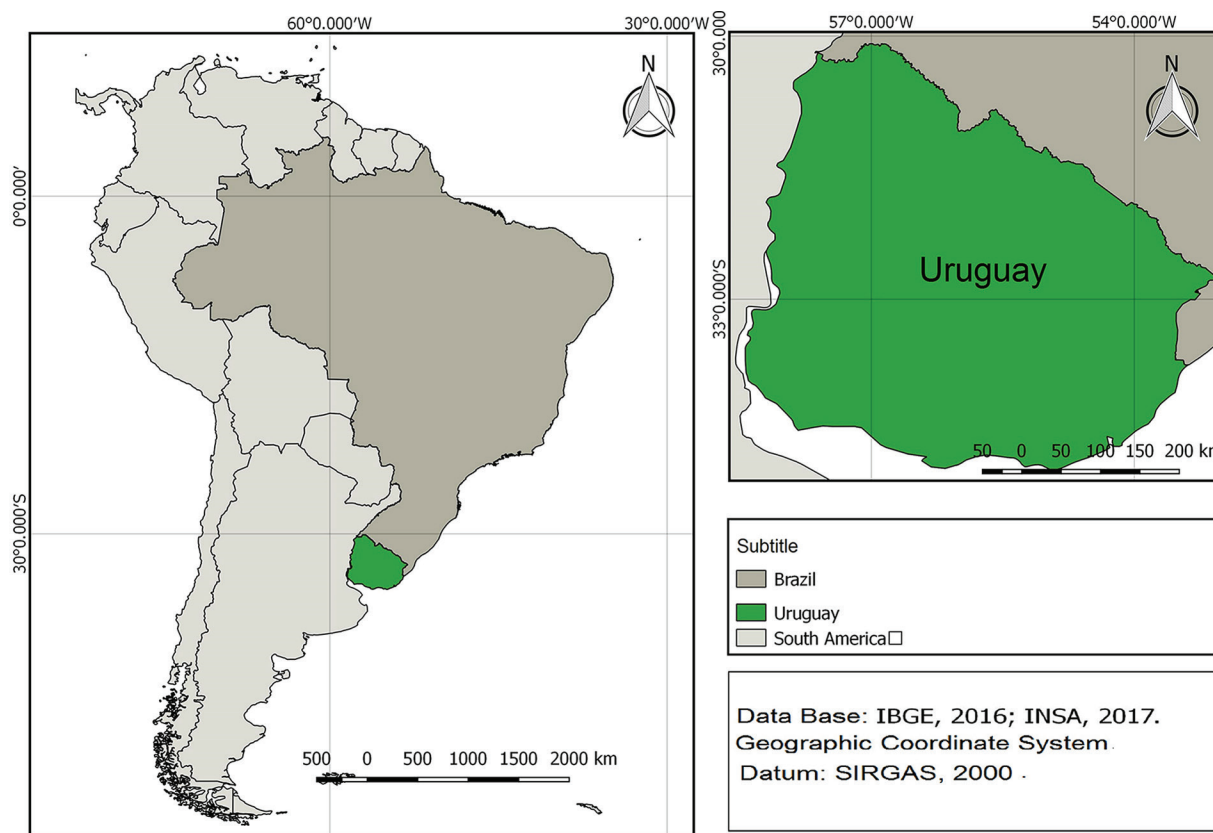 60°0.000'W
30°0.000'W
N
0°0.000'
30°0.000'S
500 0 500 1000 1500 2000 km
57°0.000'W
54°0.000'W
30°0.000
N
Uruguay
33°0.000'S
50 0 50 100 150 200 km
Subtitle
Brazil
Uruguay
South America
Data Base: IBGE, 2016; INSA, 2017.
Geographic Coordinate System.
Datum: SIRGAS, 2000 .